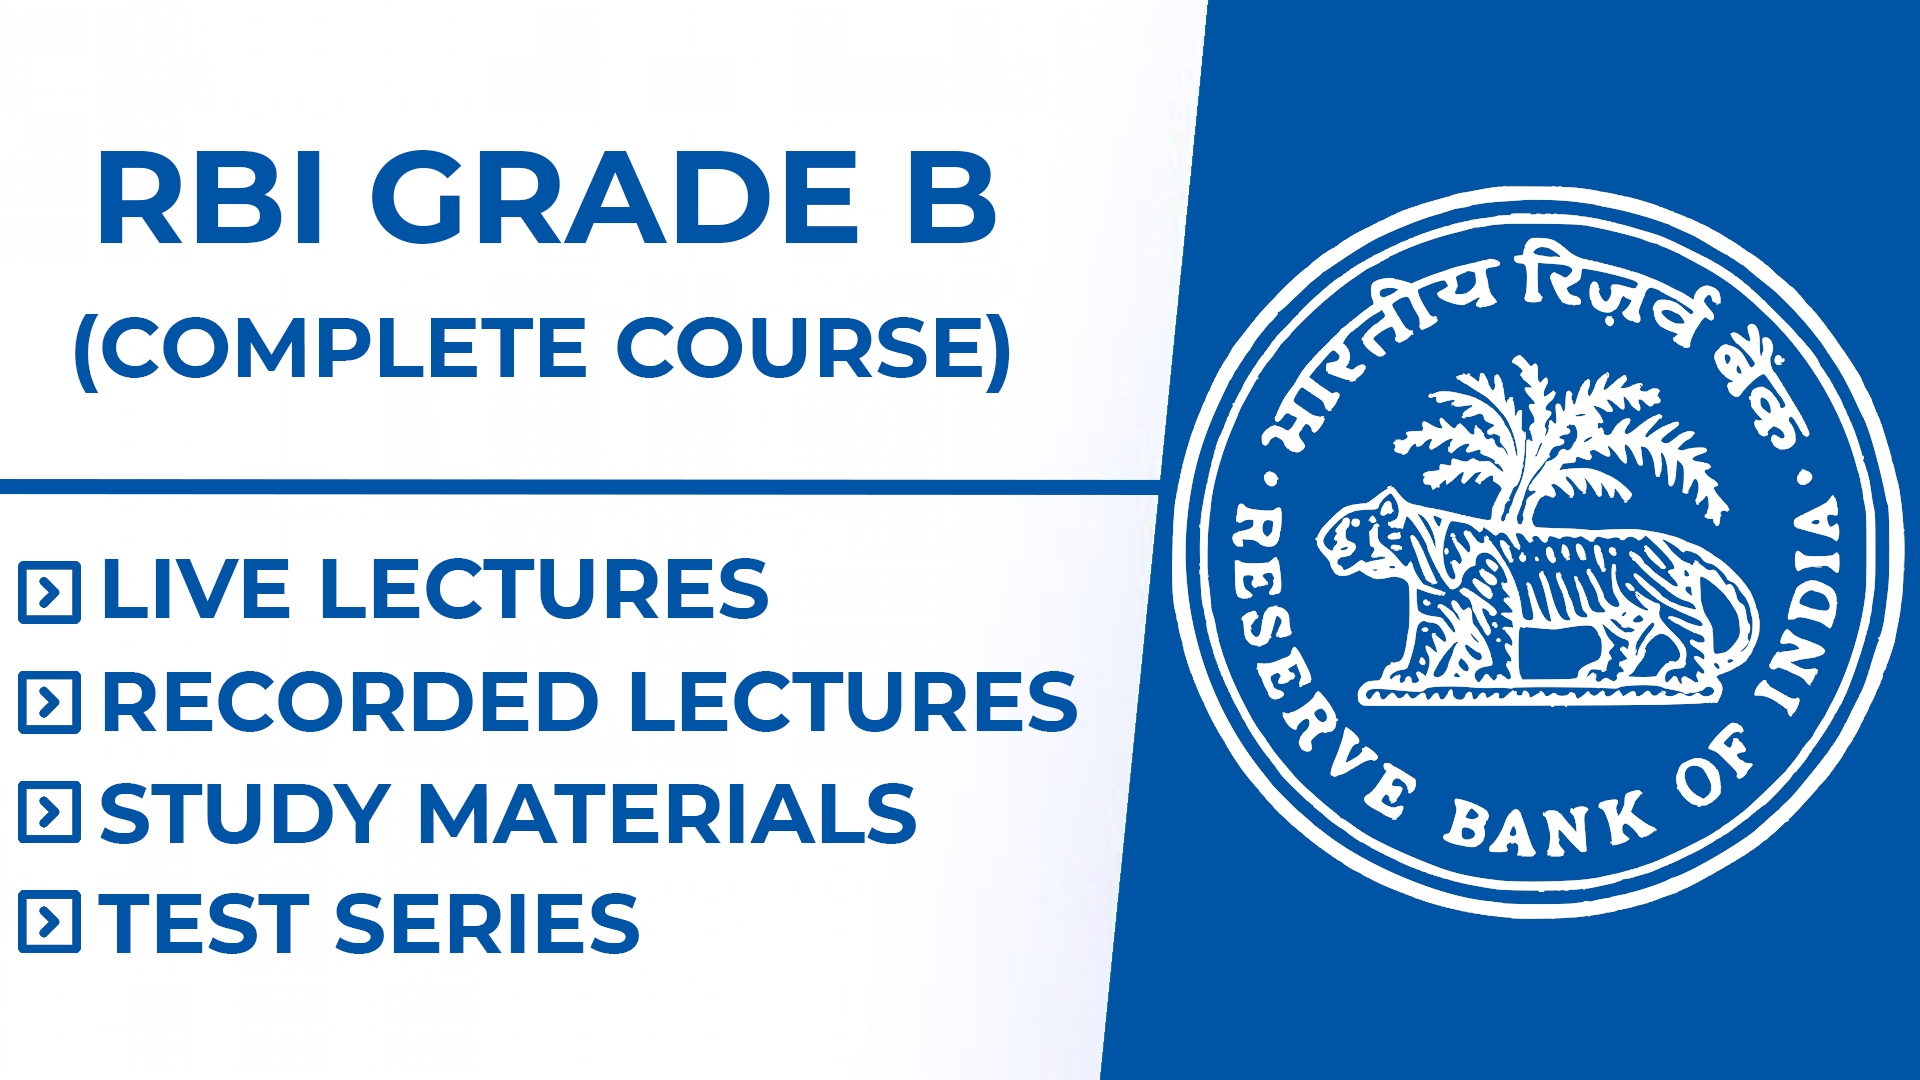 RBI GRADE B
(COMPLETE COURSE)
LIVE LECTURES
RECORDED LECTURES
STUDY MATERIALS
TEST SERIES
भारतीय रिज़र्व बैंक
RESERVE BANK OF INDIA